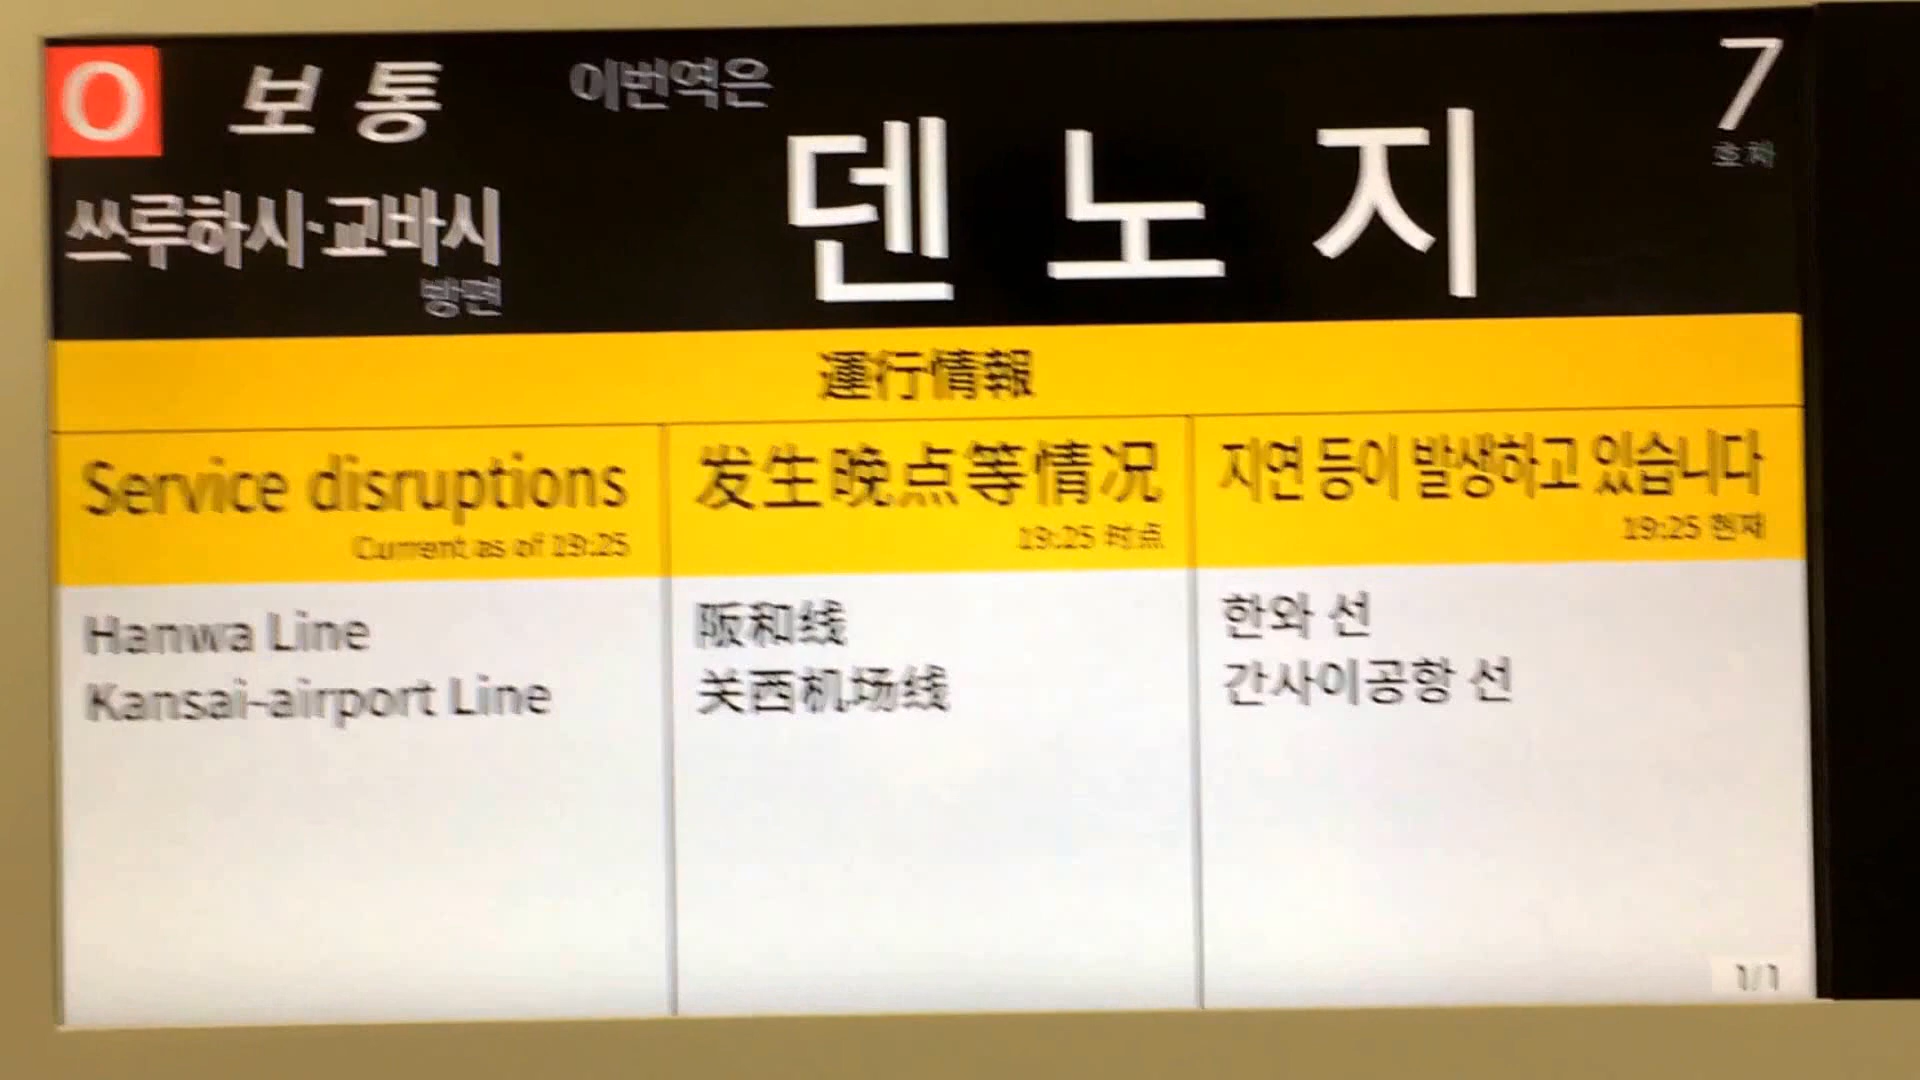 O 보통
이번역은
덴노지
7
호차
쓰루하시·교바시
방면
運行情報
Service disruptions
Current as of 19:25
Hanwa Line
Kansai-airport Line
发生晚点等情况
19:25 时点
阪和线
关西机场线
지연 등이 발생하고 있습니다
19:25 현재
한와 선
간사이공항 선
1/1